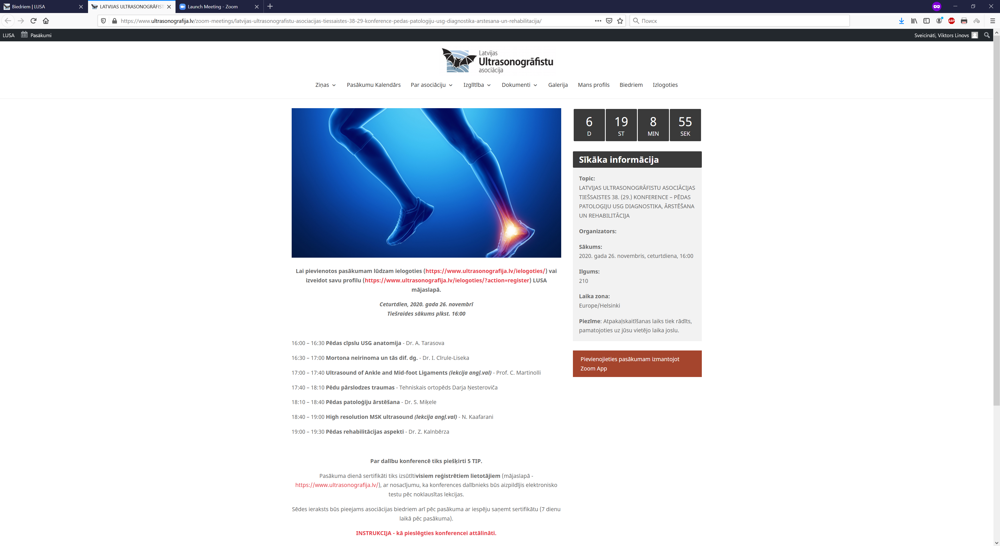 Biedriem | LUSA
LATVIJAS ULTRASONOGRĀFIST
Launch Meeting - Zoom
https://www.ultrasonografija.lv/zoom-meetings/latvijas-ultrasonografistu-asociacijas-tiessaistes-38-29-konference-pedas-patologiju-usg-diagnostika-arstesana-un-rehabilitacija/
Поиск
ABP
LUSA
Pasākumi
Sveicināti, Viktors Linovs
Latvijas
Ultrasonogrāfistu
asociācija
Ziņas
Pasākumu Kalendārs
Par asociāciju
Izglītība
Dokumenti
Galerija
Mans profils
Biedriem
Izlogoties
6 19 8 55
D ST MIN SEK
Sīkāka informācija
Topic:
LATVIJAS ULTRASONOGRĀFISTU ASOCIĀCIJAS
TIEŠSAISTES 38. (29.) KONFERENCE – PĒDAS
PATOLOĢIJU USG DIAGNOSTIKA, ĀRSTĒŠANA
UN REHABILITĀCIJA
Organizators:
Sākums:
2020. gada 26. novembris, ceturtdiena, 16:00
Ilgums:
210
Laika zona:
Europe/Helsinki
Piezīme: Atpakaļskaitīšanas laiks tiek rādīts,
pamatojoties uz jūsu vietējo laika joslu.
Pievienojieties pasākumam izmantojot
Zoom App
Lai pievienotos pasākumam lūdzam ielogoties (https://www.ultrasonografija.lv/ielogoties/) vai
izveidot savu profilu (https://www.ultrasonografija.lv/ielogoties/?action=register) LUSA
mājaslapā.
Ceturtdien, 2020. gada 26. novembrī
Tiešraides sākums plkst. 16:00
16:00 – 16:30 Pēdas cīpslu USG anatomija - Dr. A. Tarasova
16:30 – 17:00 Mortona neirinoma un tās dif. dg. - Dr. I. Cīrule-Liseka
17:00 – 17:40 Ultrasound of Ankle and Mid-foot Ligaments (lekcija angļ.val) - Prof. C. Martinolli
17:40 – 18:10 Pēdu pārslodzes traumas - Tehniskais ortopēds Darja Ņesteroviča
18:10 – 18:40 Pēdas patoloģiju ārstēšana - Dr. S. Miķele
18:40 – 19:00 High resolution MSK ultrasound (lekcija angļ.val) - N. Kaafarani
19:00 – 19:30 Pēdas rehabilitācijas aspekti - Dr. Z. Kalnbērza
Par dalību konferencē tiks piešķirti 5 TIP.
Pasākuma dienā sertifikāti tiks izsūtītivisiem reģistrētiem lietotājiem (mājaslapā -
https://www.ultrasonografija.lv/), ar nosacījumu, ka konferences dalībnieks būs aizpildījis elektronisko
testu pēc noklausītas lekcijas.
Sēdes ieraksts būs pieejams asociācijas biedriem arī pēc pasākuma ar iespēju saņemt sertifikātu (7 dienu
laikā pēc pasākuma).
INSTRUKCIJA - kā pieslēgties konferencei attālināti.